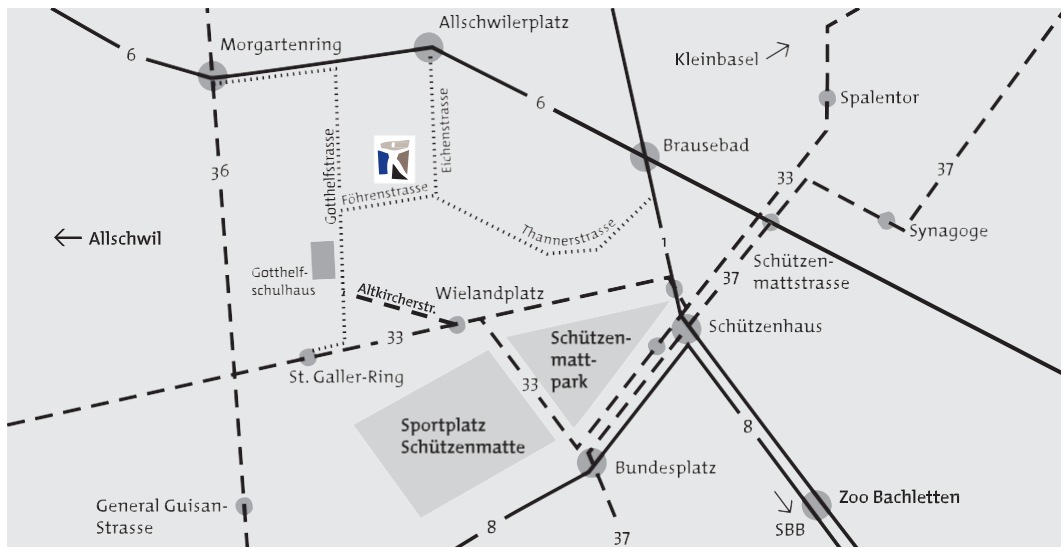 Allschwilerplatz
Morgartenring
6
Kleinbasel
Spalentor
6
Brausebad
Gotthelfstrasse
Eichenstrasse
36
33
37
Föhrenstrasse
Allschwil
Thannerstrasse
1
Synagoge
Gotthelf-
schulhaus
Schützen-
mattstrasse
37
Altkircherstr.
Wielandplatz
Schützenhaus
33
St. Galler-Ring
Schützen-
matt-
park
33
Sportplatz
Schützenmatte
8
Bundesplatz
General Guisan-
Strasse
Zoo Bachletten
8
37
SBB